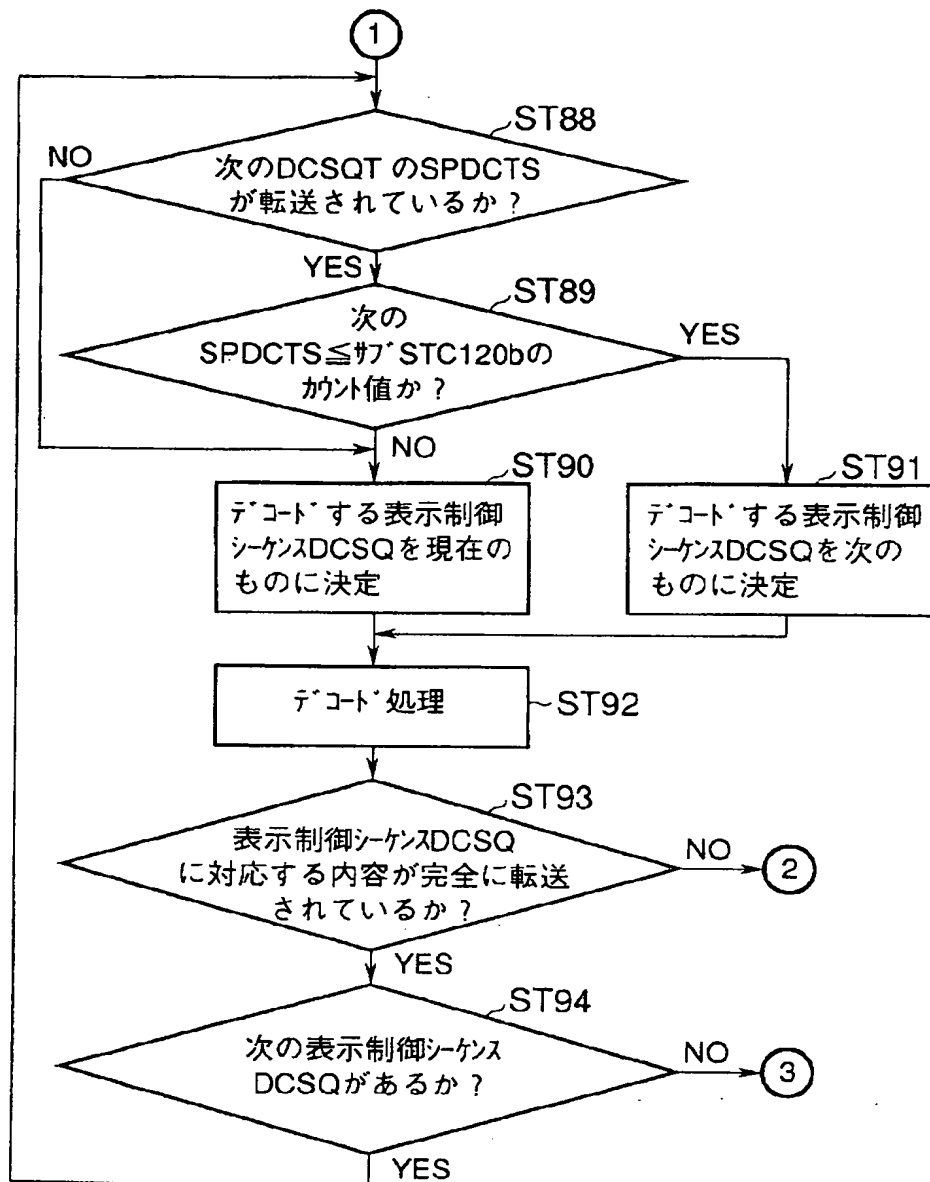 1
ST88
NO
次のDCSQT のSPDCTS
が転送されているか?
YES
ST89
次の
SPDCTS≦サブSTC120bの
カウント値か?
YES
NO
ST90
デコードする表示制御
シーケンスDCSQを現在の
ものに決定
ST91
デコードする表示制御
シーケンスDCSQを次の
ものに決定
デコード処理
ST92
ST93
表示制御シーケンスDCSQ
に対応する内容が完全に転送
されているか?
NO
2
YES
ST94
次の表示制御シーケンス
DCSQがあるか?
NO
3
YES